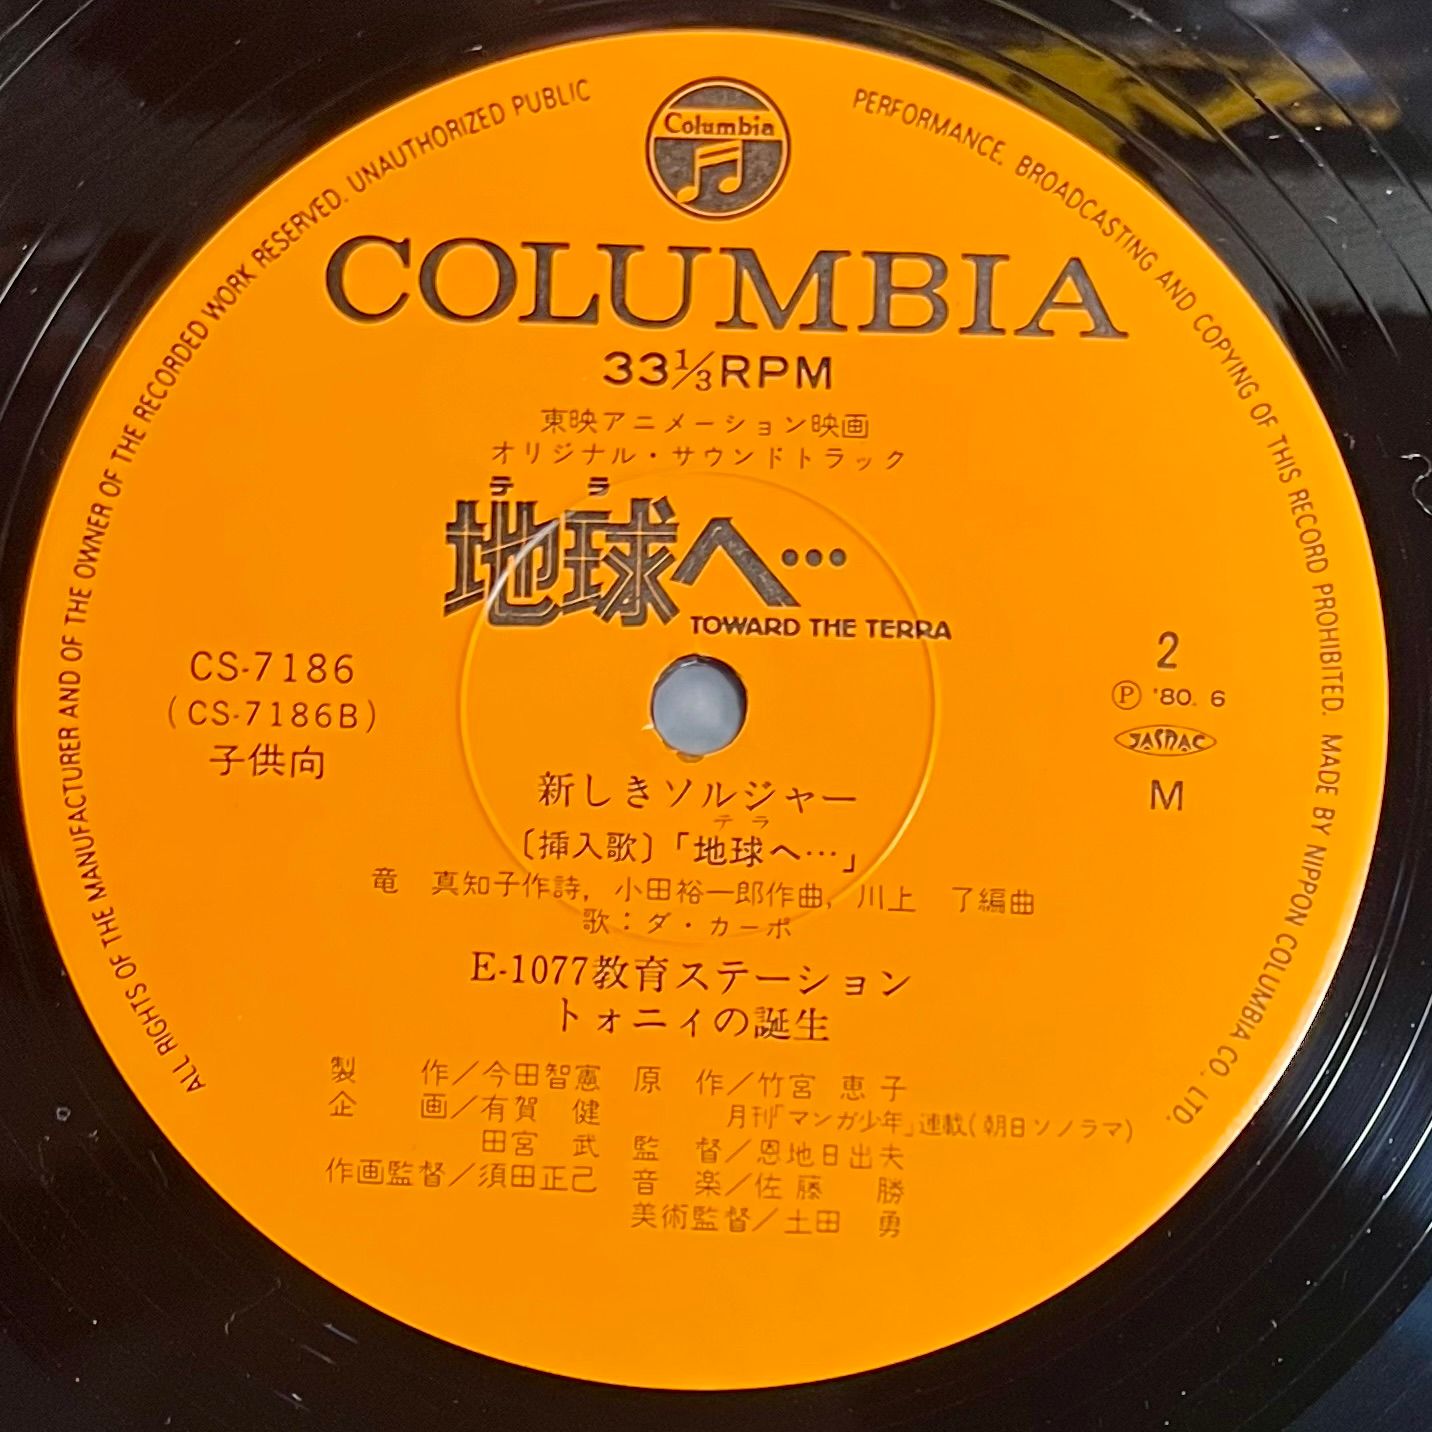 ALL RIGHTS OF THE MANUFACTURER AND OF THE OWNER OF THE RECORDED WORK RESERVED. UNAUTHORIZED PUBLIC PERFORMANCE. BROADCASTING AND COPYING OF THIS RECORD PROHIBITED. MADE BY NIPPON COLUMBIA CO. LTD.
Columbia
COLUMBIA
33⅓RPM
東映アニメーション映画
オリジナル・サウンドトラック
テ ラ
地球へ…
TOWARD THE TERRA
CS-7186
(CS-7186B)
子供向
2
Ⓟ '80. 6
JASRAC
M
新しきソルジャー
テ ラ
〔挿入歌〕「地球へ…」
竜 真知子作詩, 小田裕一郎作曲, 川上 了編曲
歌:ダ・カーポ
E-1077教育ステーション
トォニィの誕生
製 作/今田智憲 原 作/竹宮 恵子
企 画/有賀 健 月刊「マンガ少年」連載(朝日ソノラマ)
田宮 武 監 督/恩地日出夫
作画監督/須田正己 音 楽/佐藤 勝
美術監督/土田 勇